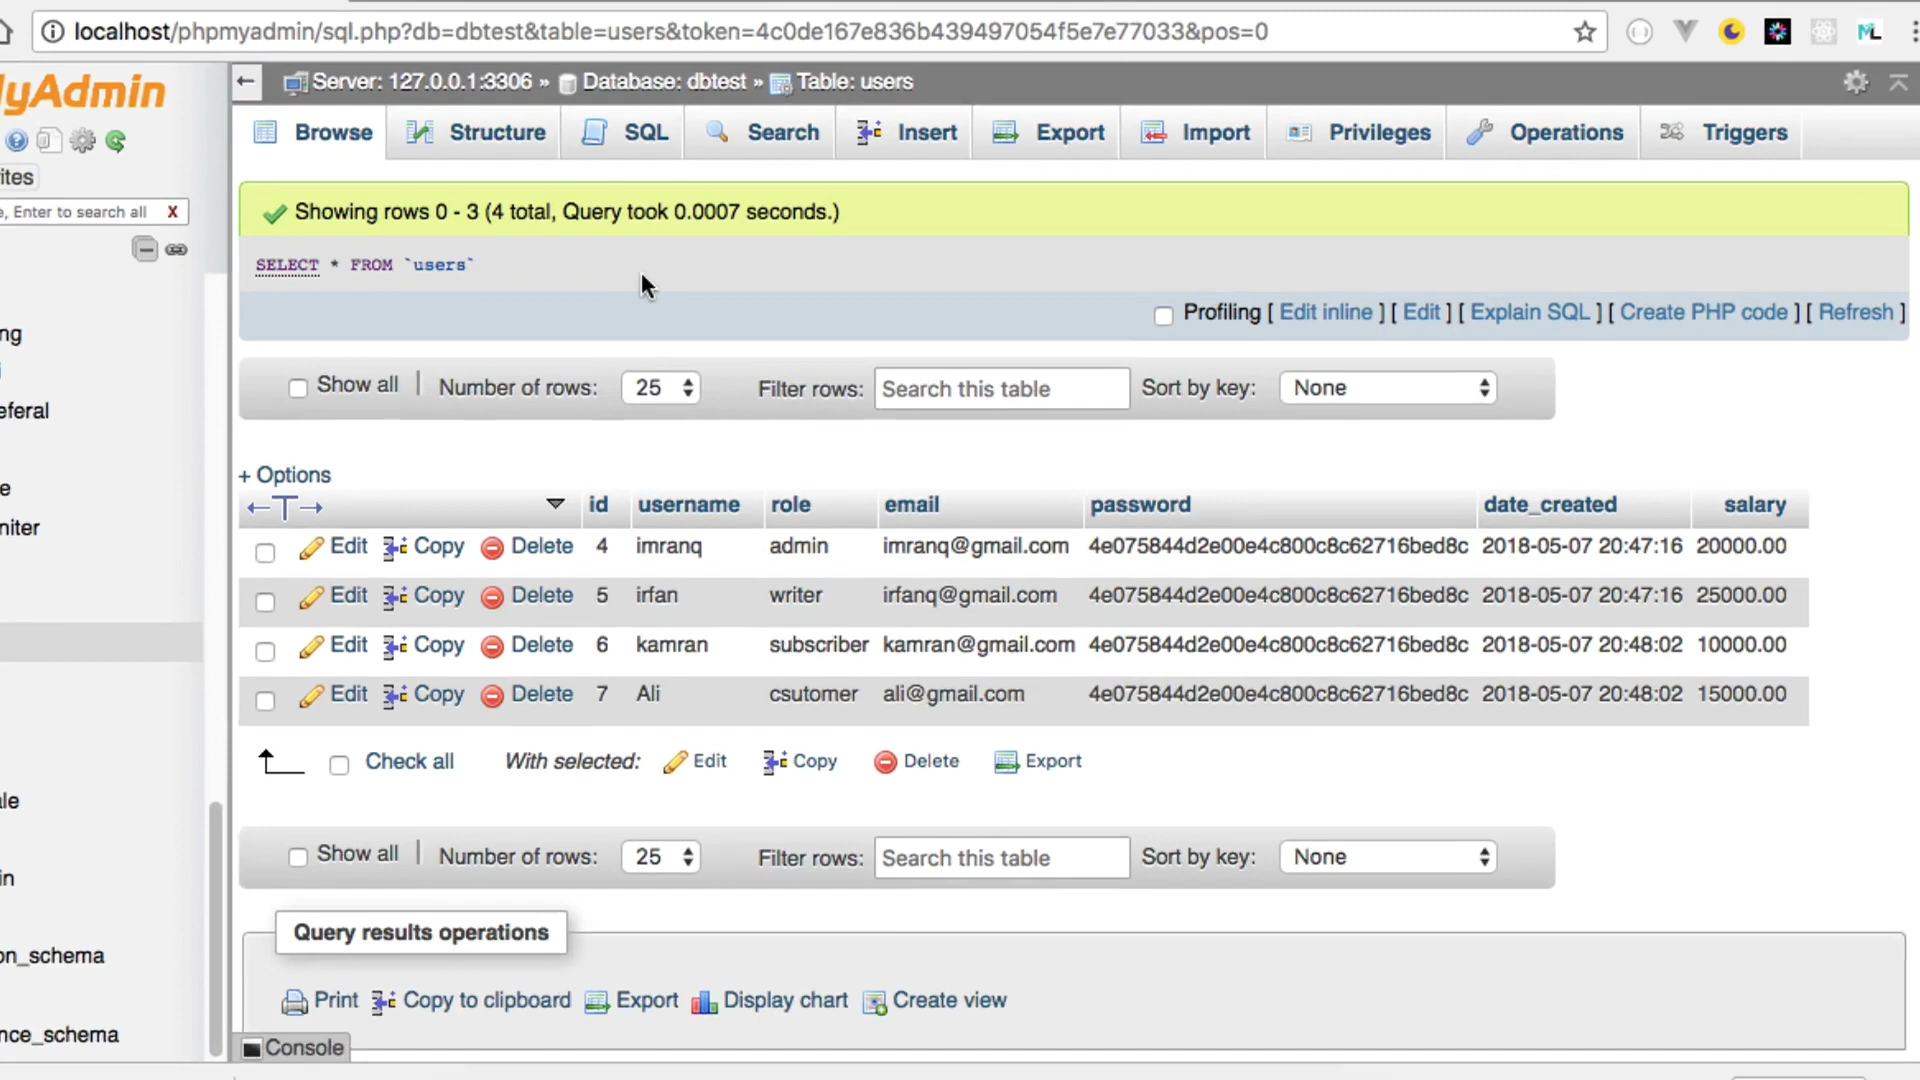 localhost/phpmyadmin/sql.php?db=dbtest&table=users&token=4c0de167e836b439497054f5e7e77033&pos=0
yAdmin
Server: 127.0.0.1:3306 » Database: dbtest » Table: users
Browse Structure SQL Search Insert Export Import Privileges Operations Triggers
ites
e, Enter to search all X
Showing rows 0 - 3 (4 total, Query took 0.0007 seconds.)
SELECT * FROM `users`
Profiling [ Edit inline ] [ Edit ] [ Explain SQL ] [ Create PHP code ] [ Refresh ]
ng
eferal
e
niter
ale
in
on_schema
nce_schema
Show all | Number of rows: 25 Filter rows: Search this table Sort by key: None
+ Options
←T→ id username role email password date_created salary
Edit Copy Delete 4 imranq admin imranq@gmail.com 4e075844d2e00e4c800c8c62716bed8c 2018-05-07 20:47:16 20000.00
Edit Copy Delete 5 irfan writer irfanq@gmail.com 4e075844d2e00e4c800c8c62716bed8c 2018-05-07 20:47:16 25000.00
Edit Copy Delete 6 kamran subscriber kamran@gmail.com 4e075844d2e00e4c800c8c62716bed8c 2018-05-07 20:48:02 10000.00
Edit Copy Delete 7 Ali csutomer ali@gmail.com 4e075844d2e00e4c800c8c62716bed8c 2018-05-07 20:48:02 15000.00
Check all With selected: Edit Copy Delete Export
Show all | Number of rows: 25 Filter rows: Search this table Sort by key: None
Query results operations
Print Copy to clipboard Export Display chart Create view
Console